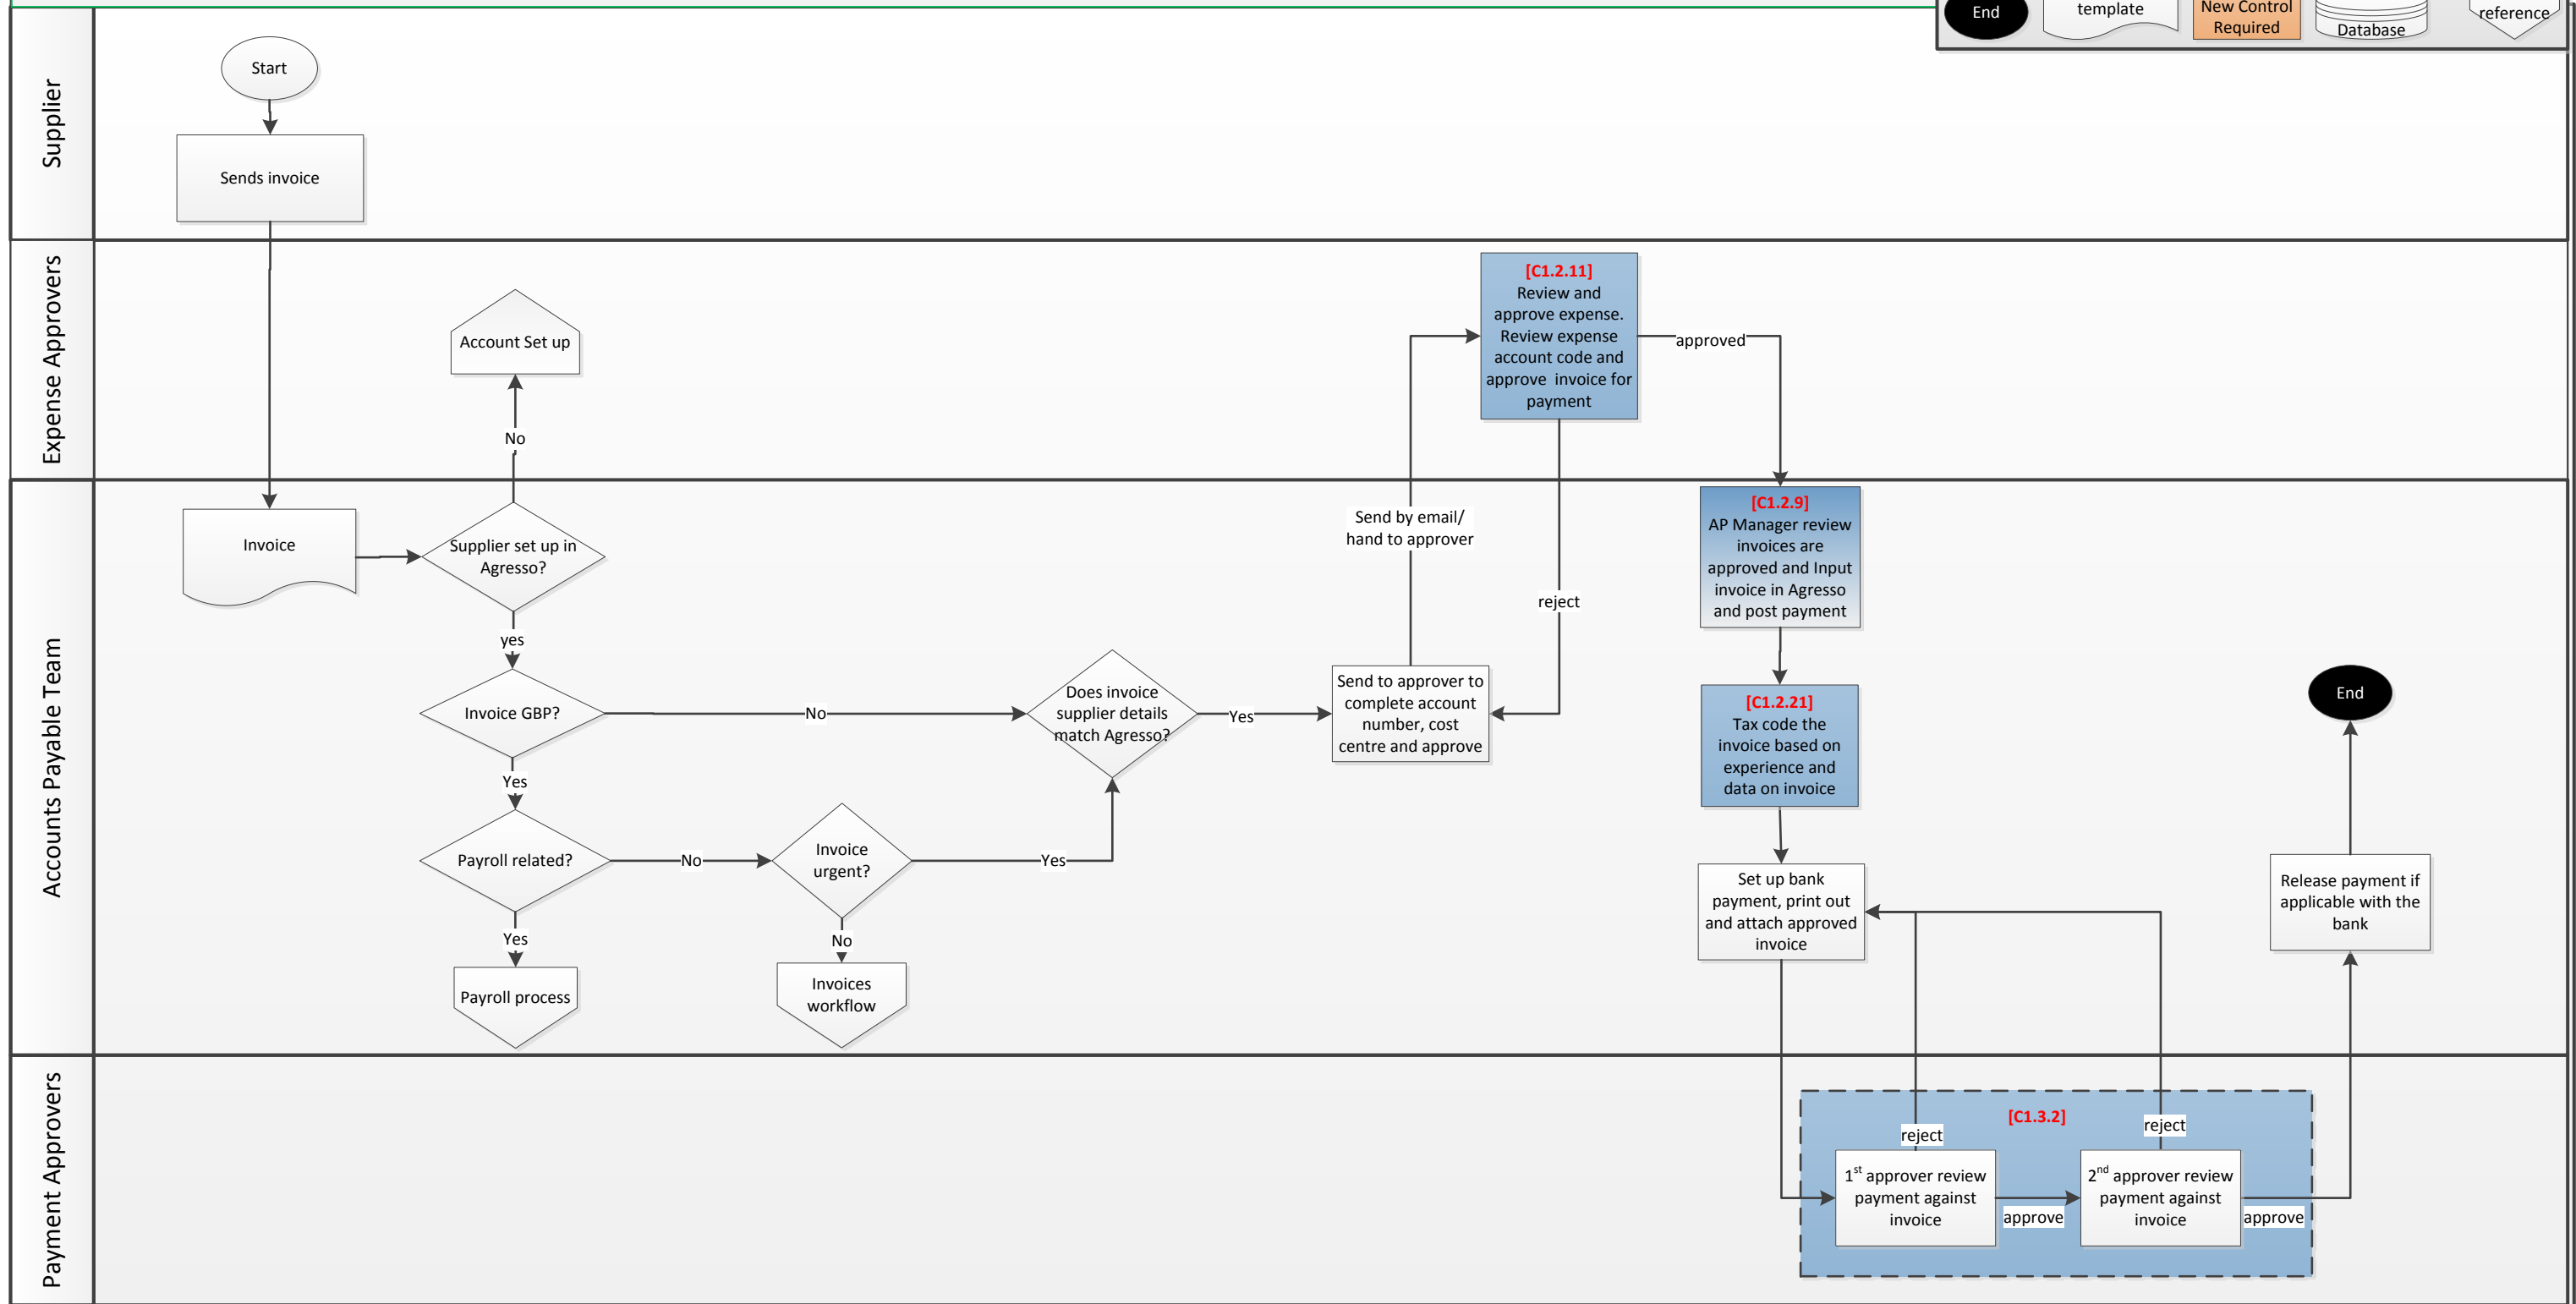 End
template
New Control
Required
Database
reference
Supplier
Start
Sends invoice
Expense Approvers
Account Set up
No
[C1.2.11]
Review and
approve expense.
Review expense
account code and
approve invoice for
payment
approved
reject
Send by email/
hand to approver
Accounts Payable Team
Invoice
Supplier set up in
Agresso?
yes
Invoice GBP?
No
Yes
Payroll related?
No
Yes
Payroll process
Invoice
urgent?
Yes
No
Invoices
workflow
Does invoice
supplier details
match Agresso?
Yes
Send to approver to
complete account
number, cost
centre and approve
[C1.2.9]
AP Manager review
invoices are
approved and Input
invoice in Agresso
and post payment
[C1.2.21]
Tax code the
invoice based on
experience and
data on invoice
Set up bank
payment, print out
and attach approved
invoice
End
Release payment if
applicable with the
bank
Payment Approvers
[C1.3.2]
reject
reject
1st approver review
payment against
invoice
approve
2nd approver review
payment against
invoice
approve